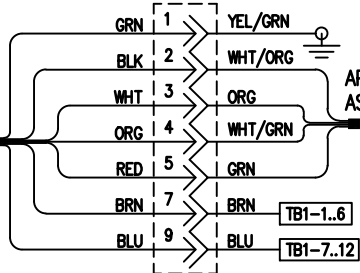 GRN 1 YEL/GRN
BLK 2 WHT/ORG
WHT 3 ORG
ORG 4 WHT/GRN
RED 5 GRN
BRN 7 BRN TB1-1..6
BLU 9 BLU TB1-7..12